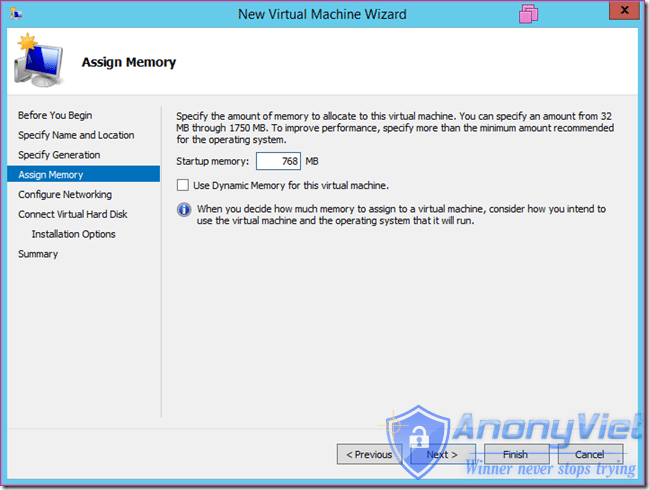 New Virtual Machine Wizard
x
Assign Memory
Before You Begin
Specify Name and Location
Specify Generation
Assign Memory
Configure Networking
Connect Virtual Hard Disk
Installation Options
Summary
Specify the amount of memory to allocate to this virtual machine. You can specify an amount from 32
MB through 1750 MB. To improve performance, specify more than the minimum amount recommended
for the operating system.
Startup memory: 768 MB
Use Dynamic Memory for this virtual machine.
When you decide how much memory to assign to a virtual machine, consider how you intend to
use the virtual machine and the operating system that it will run.
AnonyViet
< Previous Next > Finish Cancel
Winner never stops trying